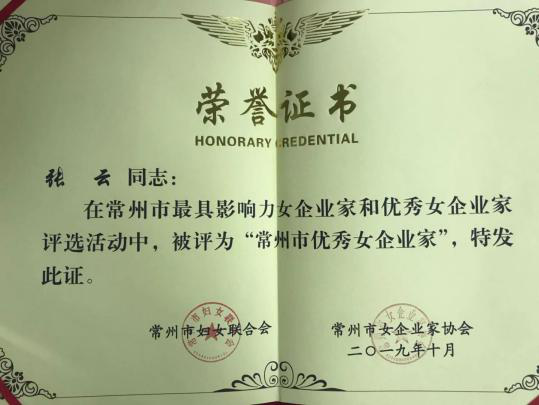 荣誉证书
HONORARY CREDENTIAL
张 云 同志：
在常州市最具影响力女企业家和优秀女企业家
评选活动中，被评为“常州市优秀女企业家”，特发
此证。
常州市妇女联合会
常州市女企业家协会
二〇一九年十月